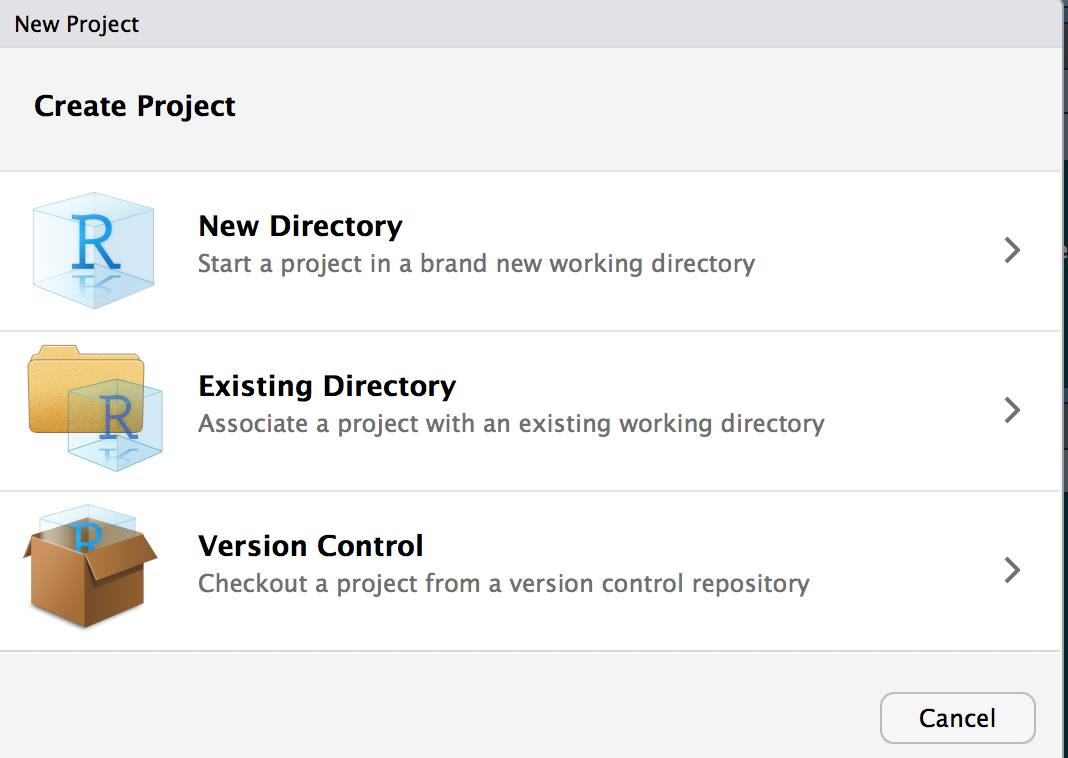 New Project
Create Project
R
New Directory
Start a project in a brand new working directory
R
Existing Directory
Associate a project with an existing working directory
R
Version Control
Checkout a project from a version control repository
Cancel